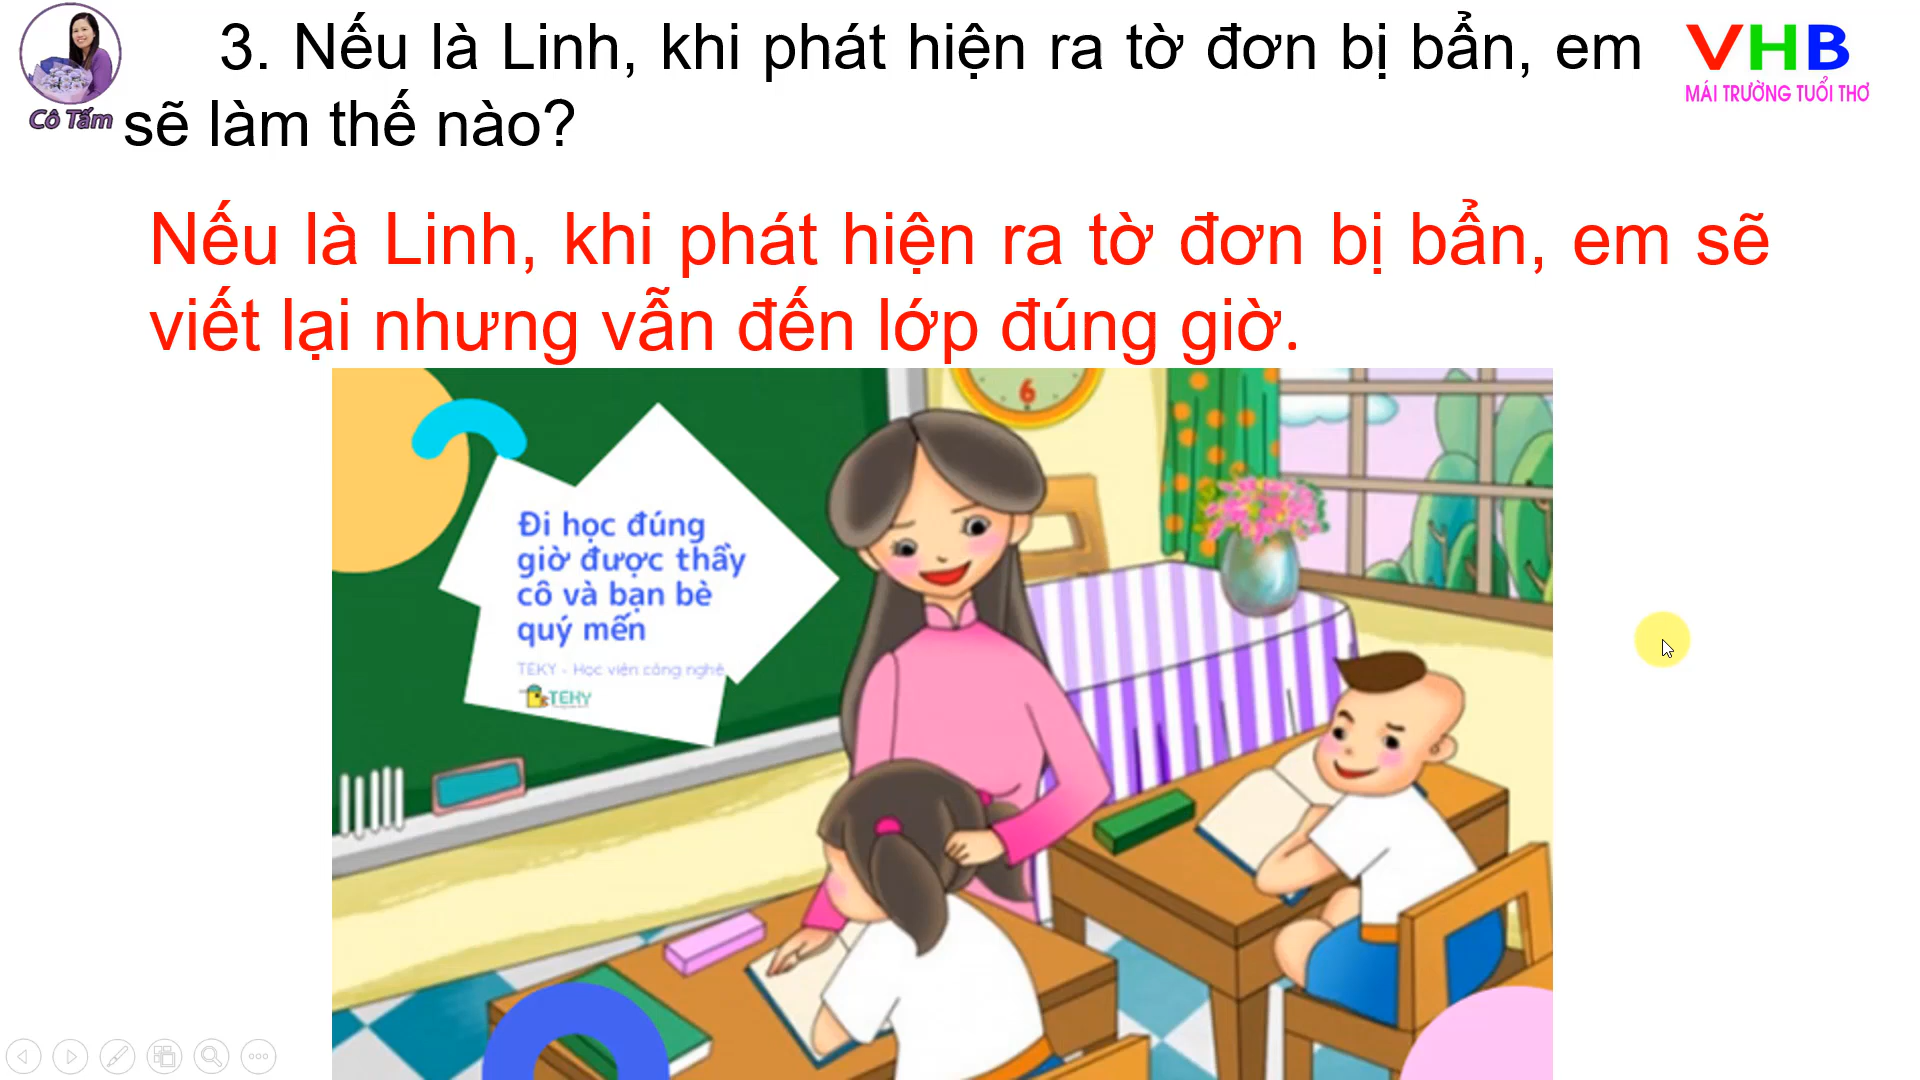 3. Nếu là Linh, khi phát hiện ra tờ đơn bị bẩn, em
sẽ làm thế nào?
Cô Tấm
VHB
MÁI TRƯỜNG TUỔI THƠ
Nếu là Linh, khi phát hiện ra tờ đơn bị bẩn, em sẽ
viết lại nhưng vẫn đến lớp đúng giờ.
6
Đi học đúng
giờ được thầy
cô và bạn bè
quý mến
TEKY - Học viện công nghệ
TEKY